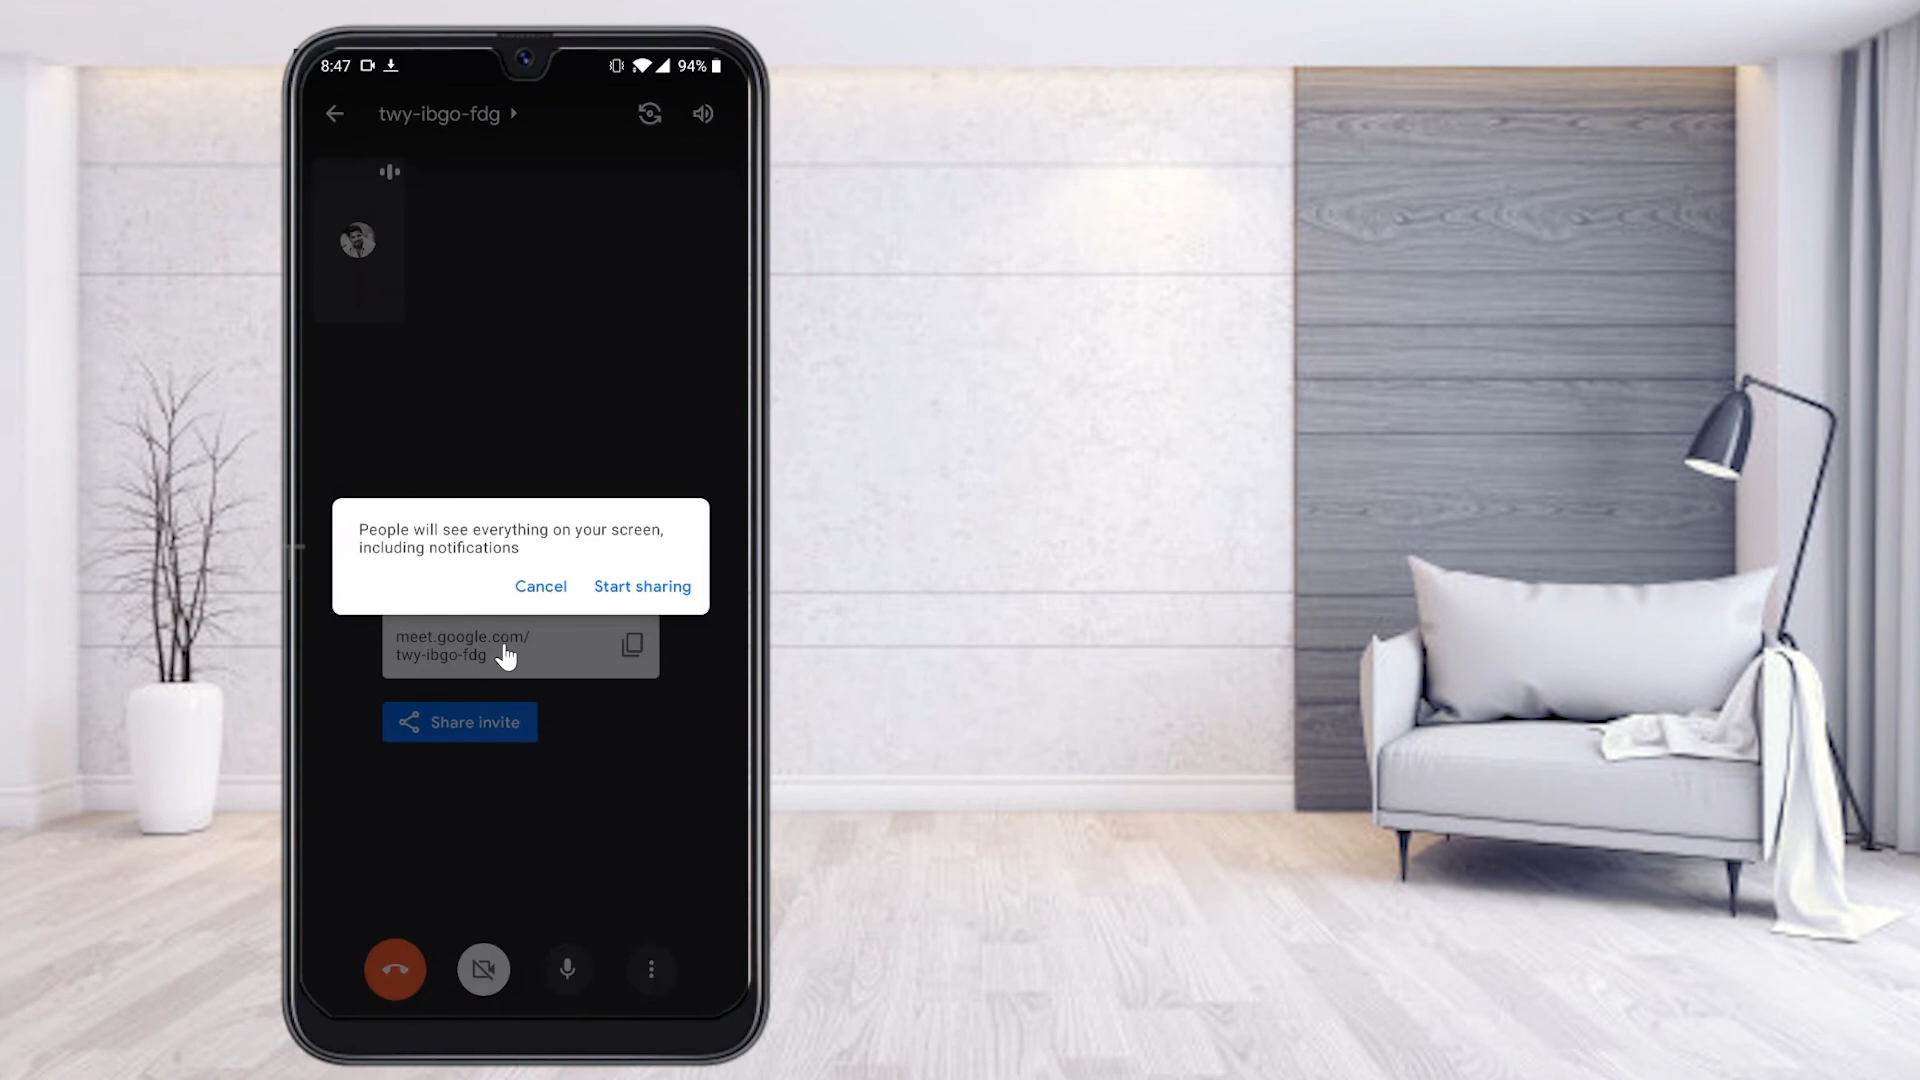 8:47
94%
twy-ibgo-fdg
People will see everything on your screen,
including notifications
Cancel Start sharing
meet.google.com/
twy-ibgo-fdg
Share invite